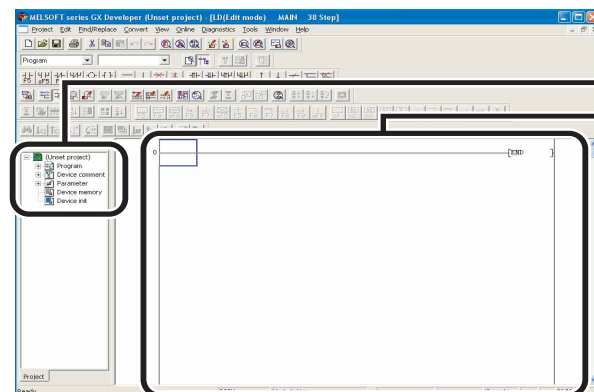 MELSOFT series GX Developer (Unset project) - [LD(Edit mode)    MAIN    30 Step]
Project Edit Find/Replace Convert View Online Diagnostics Tools Window Help
Program
(Unset project)
Program
Device comment
Parameter
Device memory
Device init
0
END
Project
Ready